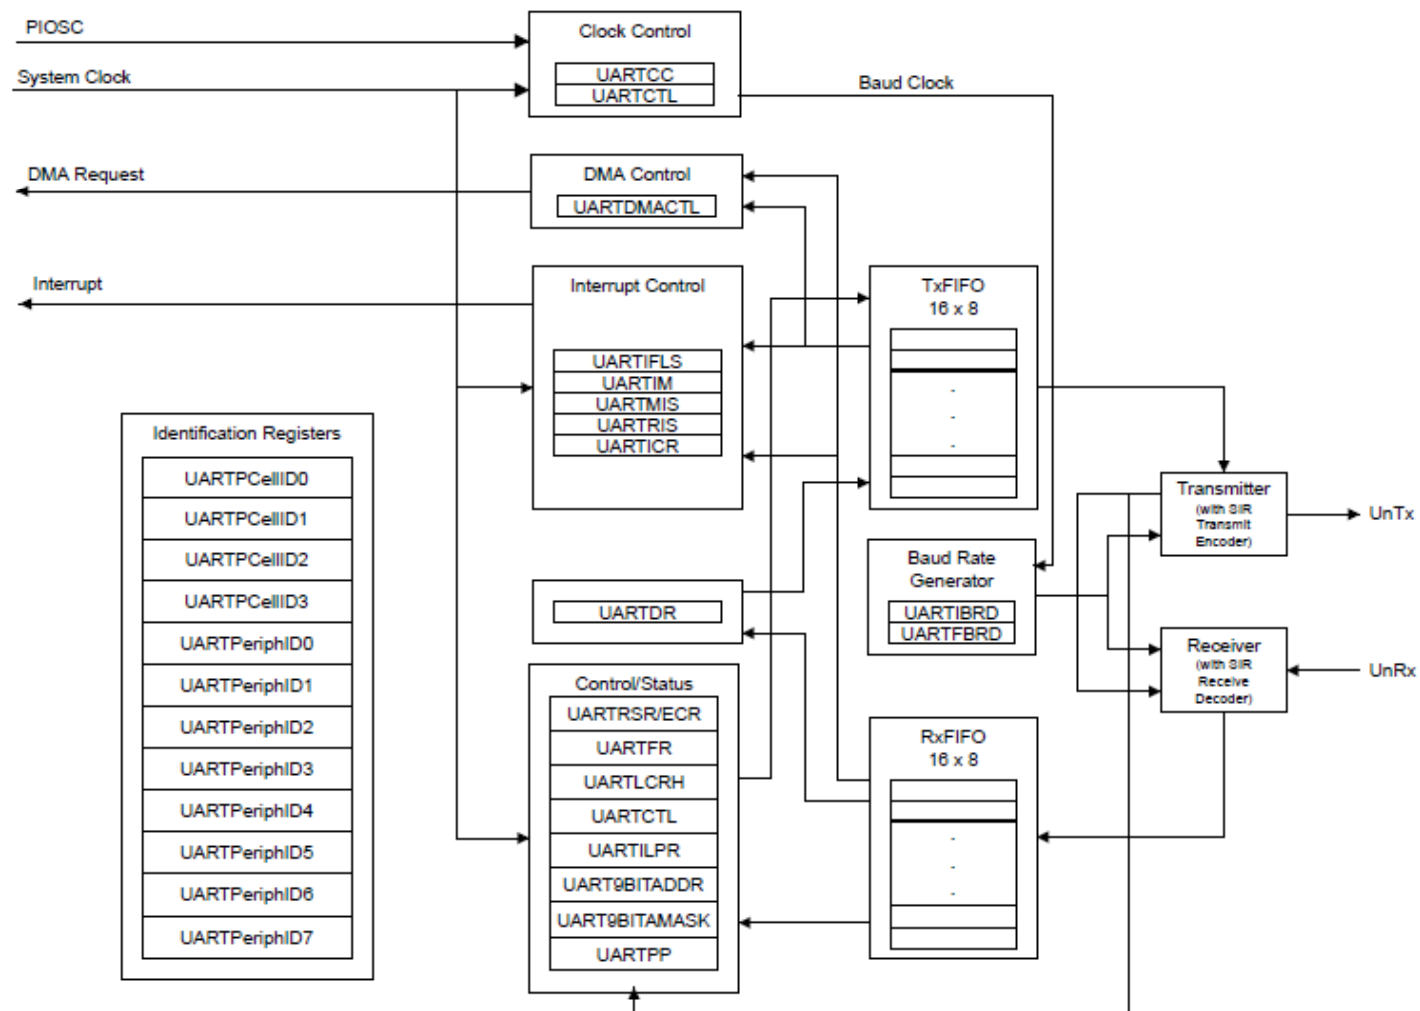 PIOSC
System Clock
Clock Control
UARTCC
UARTCTL
Baud Clock
DMA Request
DMA Control
UARTDMACTL
Interrupt
Interrupt Control
UARTIFLS
UARTIM
UARTMIS
UARTRIS
UARTICR
TxFIFO
16 x 8
Identification Registers
UARTPCellID0
UARTPCellID1
UARTPCellID2
UARTPCellID3
UARTPeriphID0
UARTPeriphID1
UARTPeriphID2
UARTPeriphID3
UARTPeriphID4
UARTPeriphID5
UARTPeriphID6
UARTPeriphID7
Transmitter
(with SIR
Transmit
Encoder)
UnTx
Baud Rate
Generator
UARTIBRD
UARTFBRD
UARTDR
Receiver
(with SIR
Receive
Decoder)
UnRx
Control/Status
UARTRSR/ECR
UARTFR
UARTLCRH
UARTCTL
UARTILPR
UART9BITADDR
UART9BITAMASK
UARTPP
RxFIFO
16 x 8